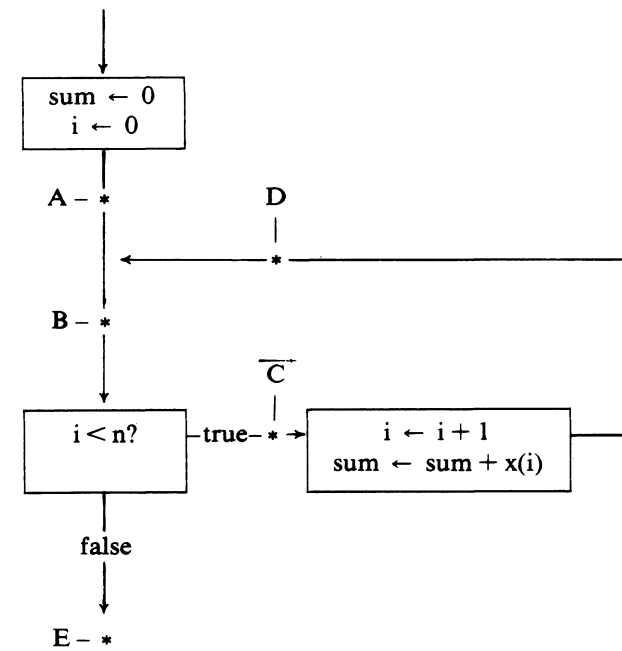 sum ← 0
i ← 0
A – *
D
*
B – *
C
i < n?
true – * →
i ← i + 1
sum ← sum + x(i)
false
E – *